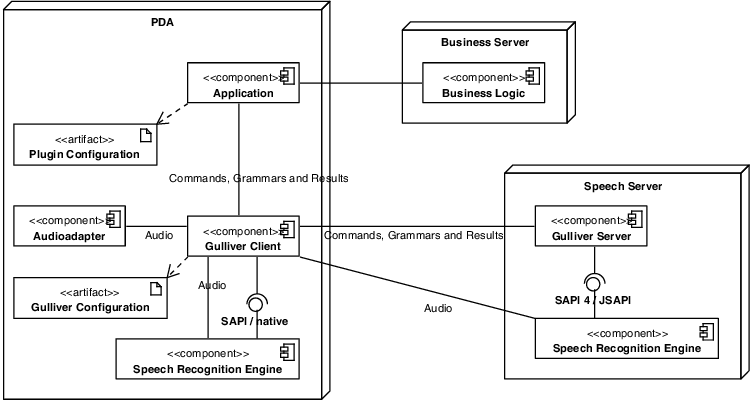 PDA
<<component>>
Application
Business Server
<<component>>
Business Logic
<<artifact>>
Plugin Configuration
Commands, Grammars and Results
Speech Server
<<component>>
Audioadapter
Audio
<<component>>
Gulliver Client
Commands, Grammars and Results
<<component>>
Gulliver Server
<<artifact>>
Gulliver Configuration
Audio
SAPI / native
Audio
SAPI 4 / JSAPI
<<component>>
Speech Recognition Engine
<<component>>
Speech Recognition Engine